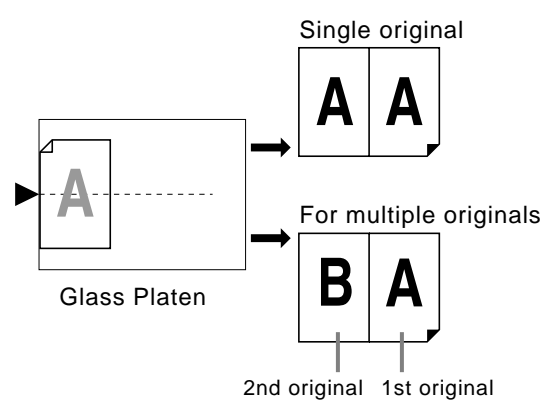 Single original
A A
A
For multiple originals
B A
Glass Platen
2nd original 1st original